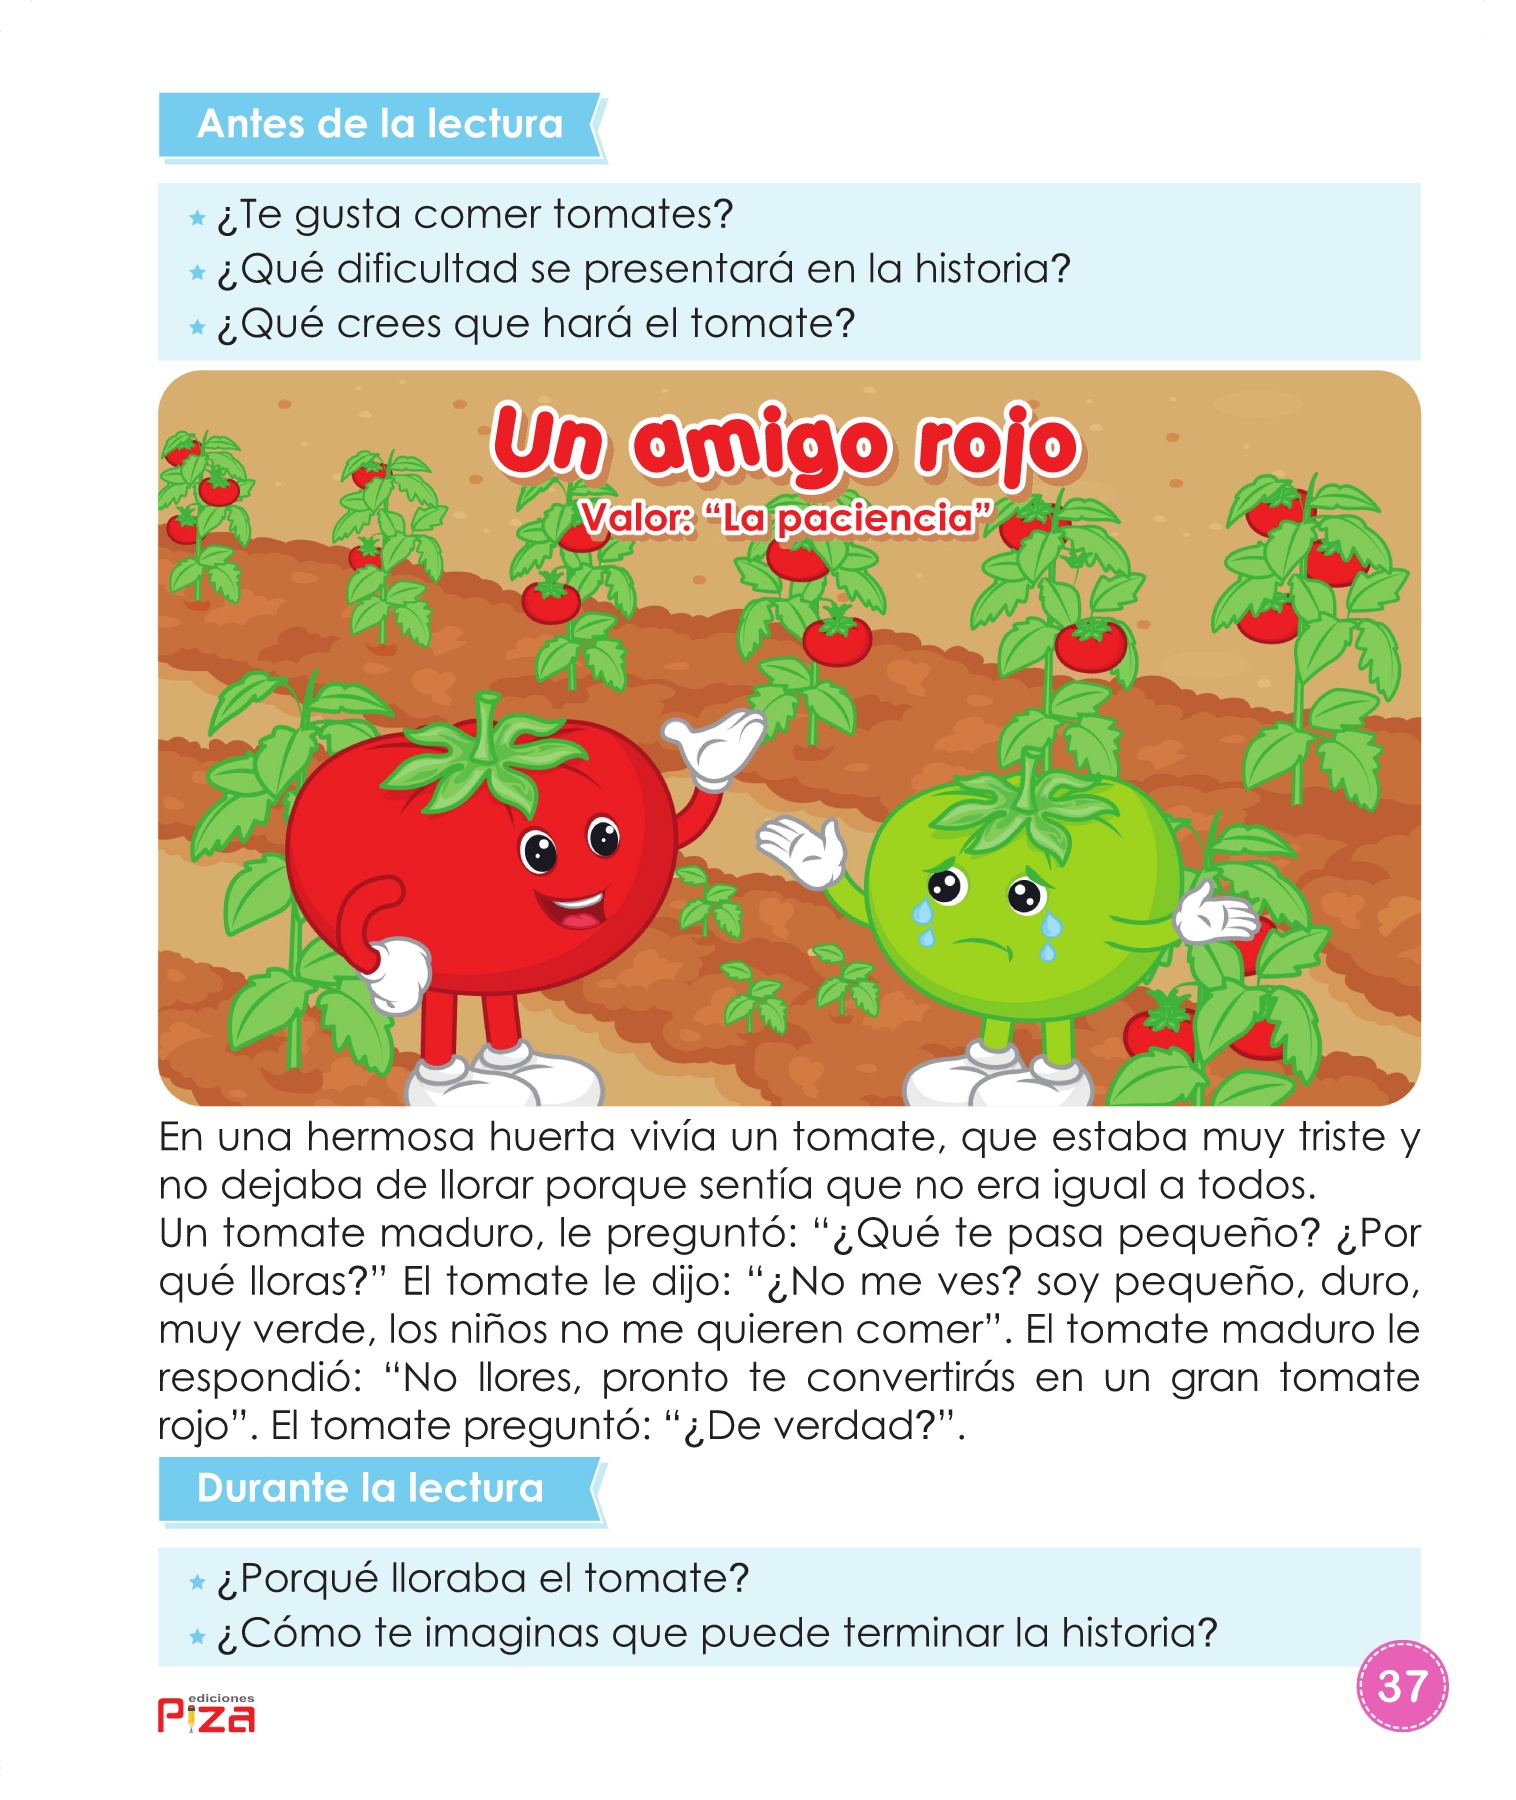 Antes de la lectura
¿Te gusta comer tomates?
¿Qué dificultad se presentará en la historia?
¿Qué crees que hará el tomate?
Un amigo rojo
Valor: “La paciencia”
En una hermosa huerta vivía un tomate, que estaba muy triste y
no dejaba de llorar porque sentía que no era igual a todos.
Un tomate maduro, le preguntó: “¿Qué te pasa pequeño? ¿Por
qué lloras?” El tomate le dijo: “¿No me ves? soy pequeño, duro,
muy verde, los niños no me quieren comer”. El tomate maduro le
respondió: “No llores, pronto te convertirás en un gran tomate
rojo”. El tomate preguntó: “¿De verdad?”.
Durante la lectura
¿Porqué lloraba el tomate?
¿Cómo te imaginas que puede terminar la historia?
ediciones
Piza
37